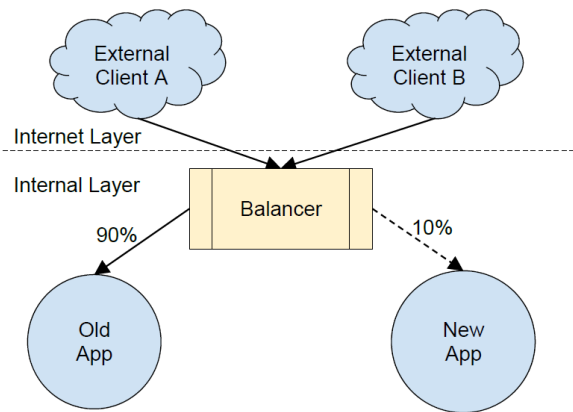 External
Client A
External
Client B
Internet Layer
Internal Layer
Balancer
90%
10%
Old
App
New
App